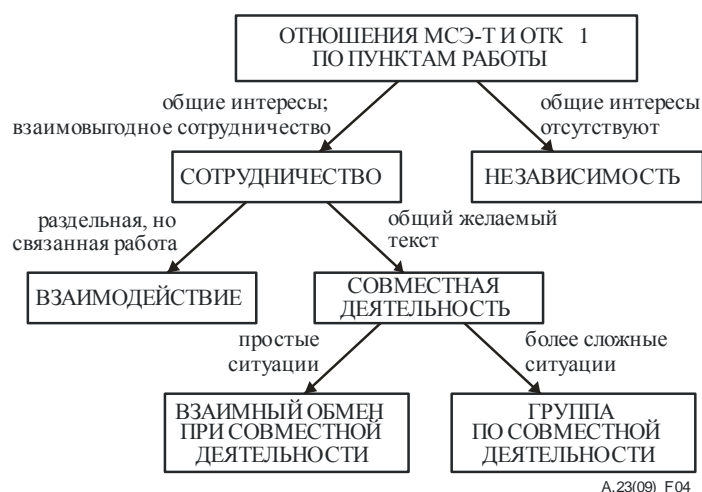 ОТНОШЕНИЯ МСЭ-Т И ОТК 1
ПО ПУНКТАМ РАБОТЫ
общие интересы;
взаимовыгодное сотрудничество
общие интересы
отсутствуют
СОТРУДНИЧЕСТВО
НЕЗАВИСИМОСТЬ
раздельная, но
связанная работа
общий желаемый
текст
ВЗАИМОДЕЙСТВИЕ
СОВМЕСТНАЯ
ДЕЯТЕЛЬНОСТЬ
простые
ситуации
более сложные
ситуации
ВЗАИМНЫЙ ОБМЕН
ПРИ СОВМЕСТНОЙ
ДЕЯТЕЛЬНОСТИ
ГРУППА
ПО СОВМЕСТНОЙ
ДЕЯТЕЛЬНОСТИ
A.23(09)_F04